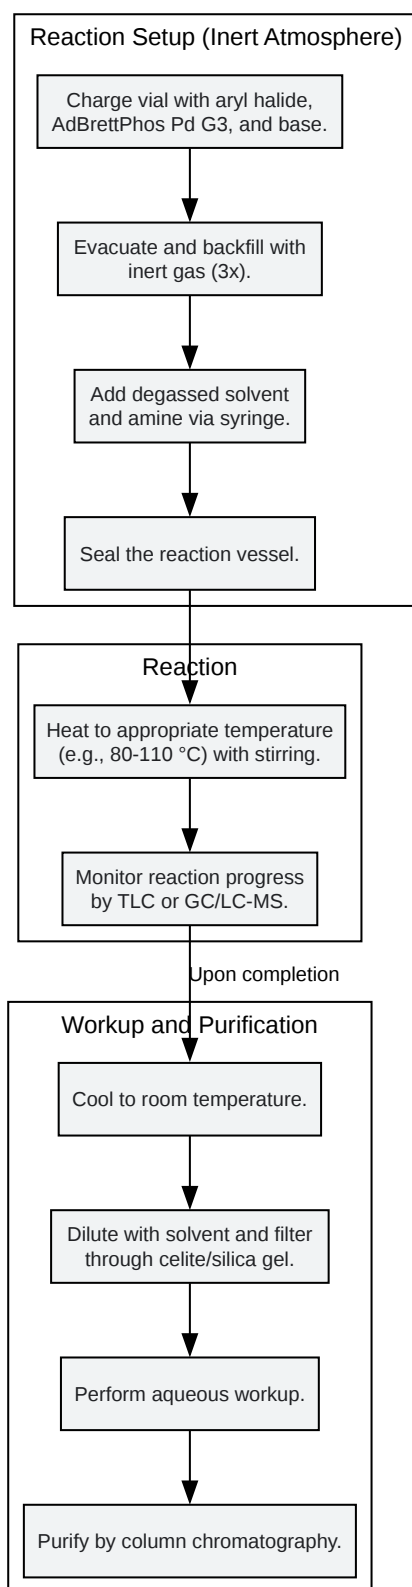 Reaction Setup (Inert Atmosphere)
Charge vial with aryl halide,
AdBrettPhos Pd G3, and base.
Evacuate and backfill with
inert gas (3x).
Add degassed solvent
and amine via syringe.
Seal the reaction vessel.
Reaction
Heat to appropriate temperature
(e.g., 80-110 °C) with stirring.
Monitor reaction progress
by TLC or GC/LC-MS.
Upon completion
Workup and Purification
Cool to room temperature.
Dilute with solvent and filter
through celite/silica gel.
Perform aqueous workup.
Purify by column chromatography.